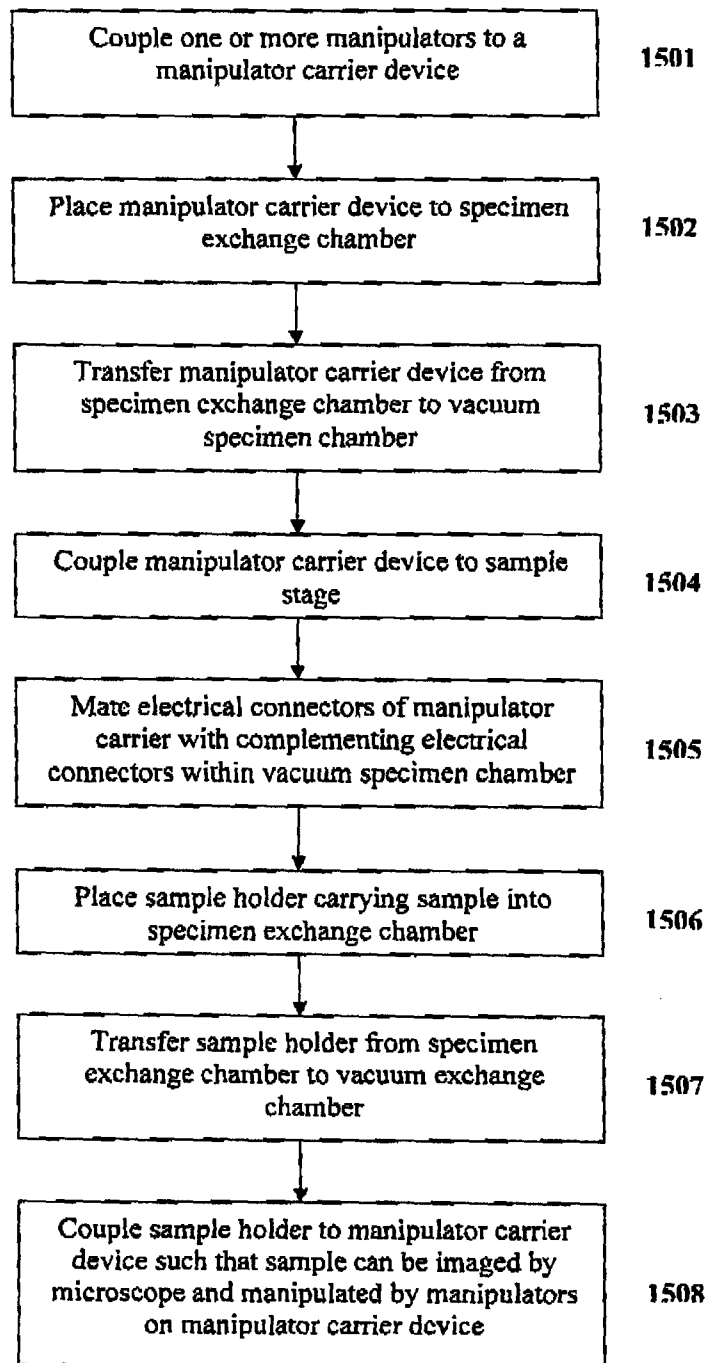 Couple one or more manipulators to a
manipulator carrier device
1501
Place manipulator carrier device to specimen
exchange chamber
1502
Transfer manipulator carrier device from
specimen exchange chamber to vacuum
specimen chamber
1503
Couple manipulator carrier device to sample
stage
1504
Mate electrical connectors of manipulator
carrier with complementing electrical
connectors within vacuum specimen chamber
1505
Place sample holder carrying sample into
specimen exchange chamber
1506
Transfer sample holder from specimen
exchange chamber to vacuum exchange
chamber
1507
Couple sample holder to manipulator carrier
device such that sample can be imaged by
microscope and manipulated by manipulators
on manipulator carrier device
1508